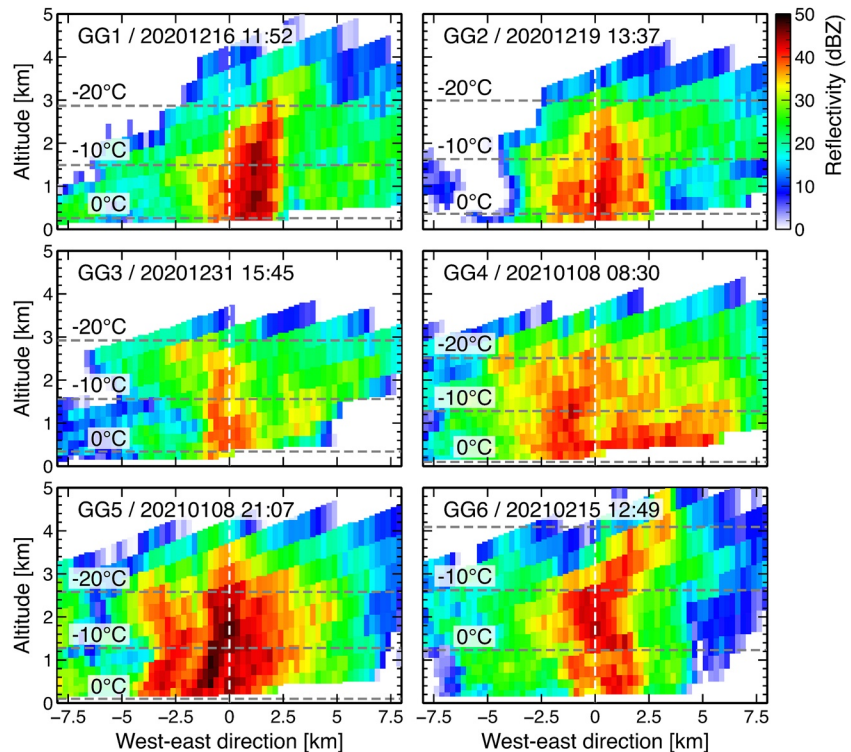 GG1 / 20201216 11:52
Altitude [km]
5
4
3
2
1
0
-20°C
-10°C
0°C
GG2 / 20201219 13:37
-20°C
-10°C
0°C
50
40
30
20
10
0
Reflectivity (dBZ)
GG3 / 20201231 15:45
Altitude [km]
5
4
3
2
1
0
-20°C
-10°C
0°C
GG4 / 20210108 08:30
-20°C
-10°C
0°C
GG5 / 20210108 21:07
Altitude [km]
5
4
3
2
1
0
-20°C
-10°C
0°C
−7.5 −5 −2.5 0 2.5 5 7.5
West-east direction [km]
GG6 / 20210215 12:49
-10°C
0°C
−7.5 −5 −2.5 0 2.5 5 7.5
West-east direction [km]